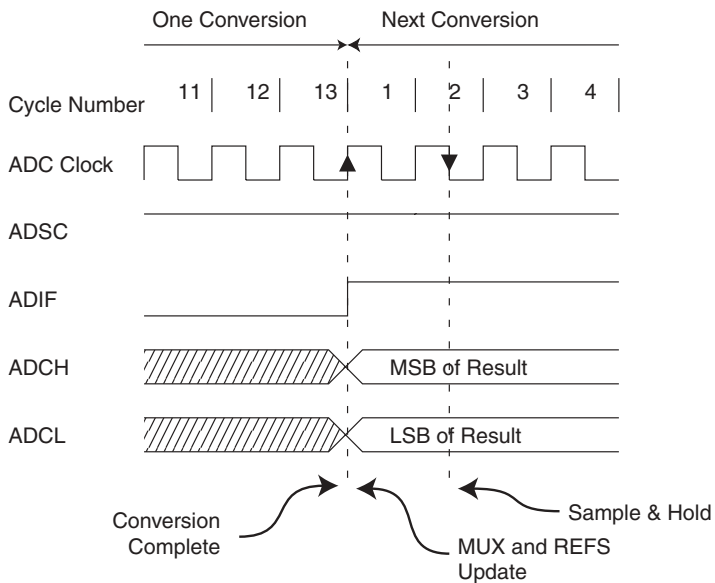 One Conversion Next Conversion
Cycle Number 11 12 13 1 2 3 4
ADC Clock
ADSC
ADIF
ADCH MSB of Result
ADCL LSB of Result
Conversion
Complete
MUX and REFS
Update
Sample & Hold